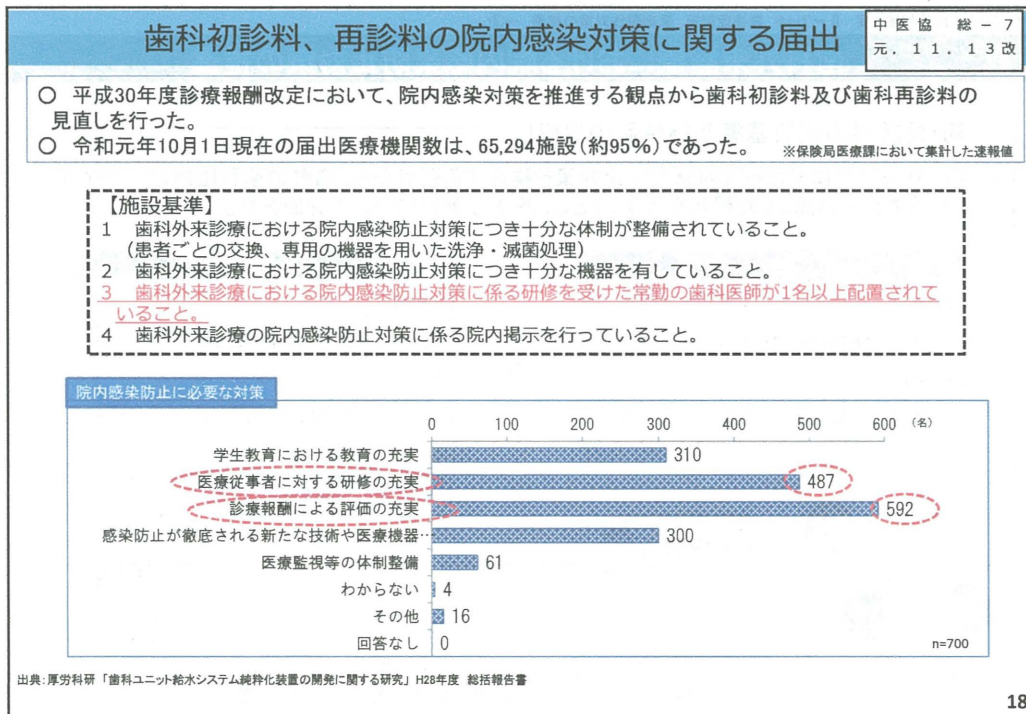 歯科初診料、再診料の院内感染対策に関する届出
中医協 総－７
元．１１．１３改
○ 平成30年度診療報酬改定において、院内感染対策を推進する観点から歯科初診料及び歯科再診料の
見直しを行った。
○ 令和元年10月1日現在の届出医療機関数は、65,294施設（約95%）であった。 ※保険局医療課において集計した速報値
【施設基準】
1 歯科外来診療における院内感染防止対策につき十分な体制が整備されていること。
（患者ごとの交換、専用の機器を用いた洗浄・滅菌処理）
2 歯科外来診療における院内感染防止対策につき十分な機器を有していること。
3 歯科外来診療における院内感染防止対策に係る研修を受けた常勤の歯科医師が1名以上配置されて
いること。
4 歯科外来診療の院内感染防止対策に係る院内掲示を行っていること。
院内感染防止に必要な対策
0 100 200 300 400 500 600 （名）
学生教育における教育の充実 310
医療従事者に対する研修の充実 487
診療報酬による評価の充実 592
感染防止が徹底される新たな技術や医療機器… 300
医療監視等の体制整備 61
わからない 4
その他 16
回答なし 0
n=700
出典：厚労科研 「歯科ユニット給水システム純粋化装置の開発に関する研究」 H28年度 総括報告書
18